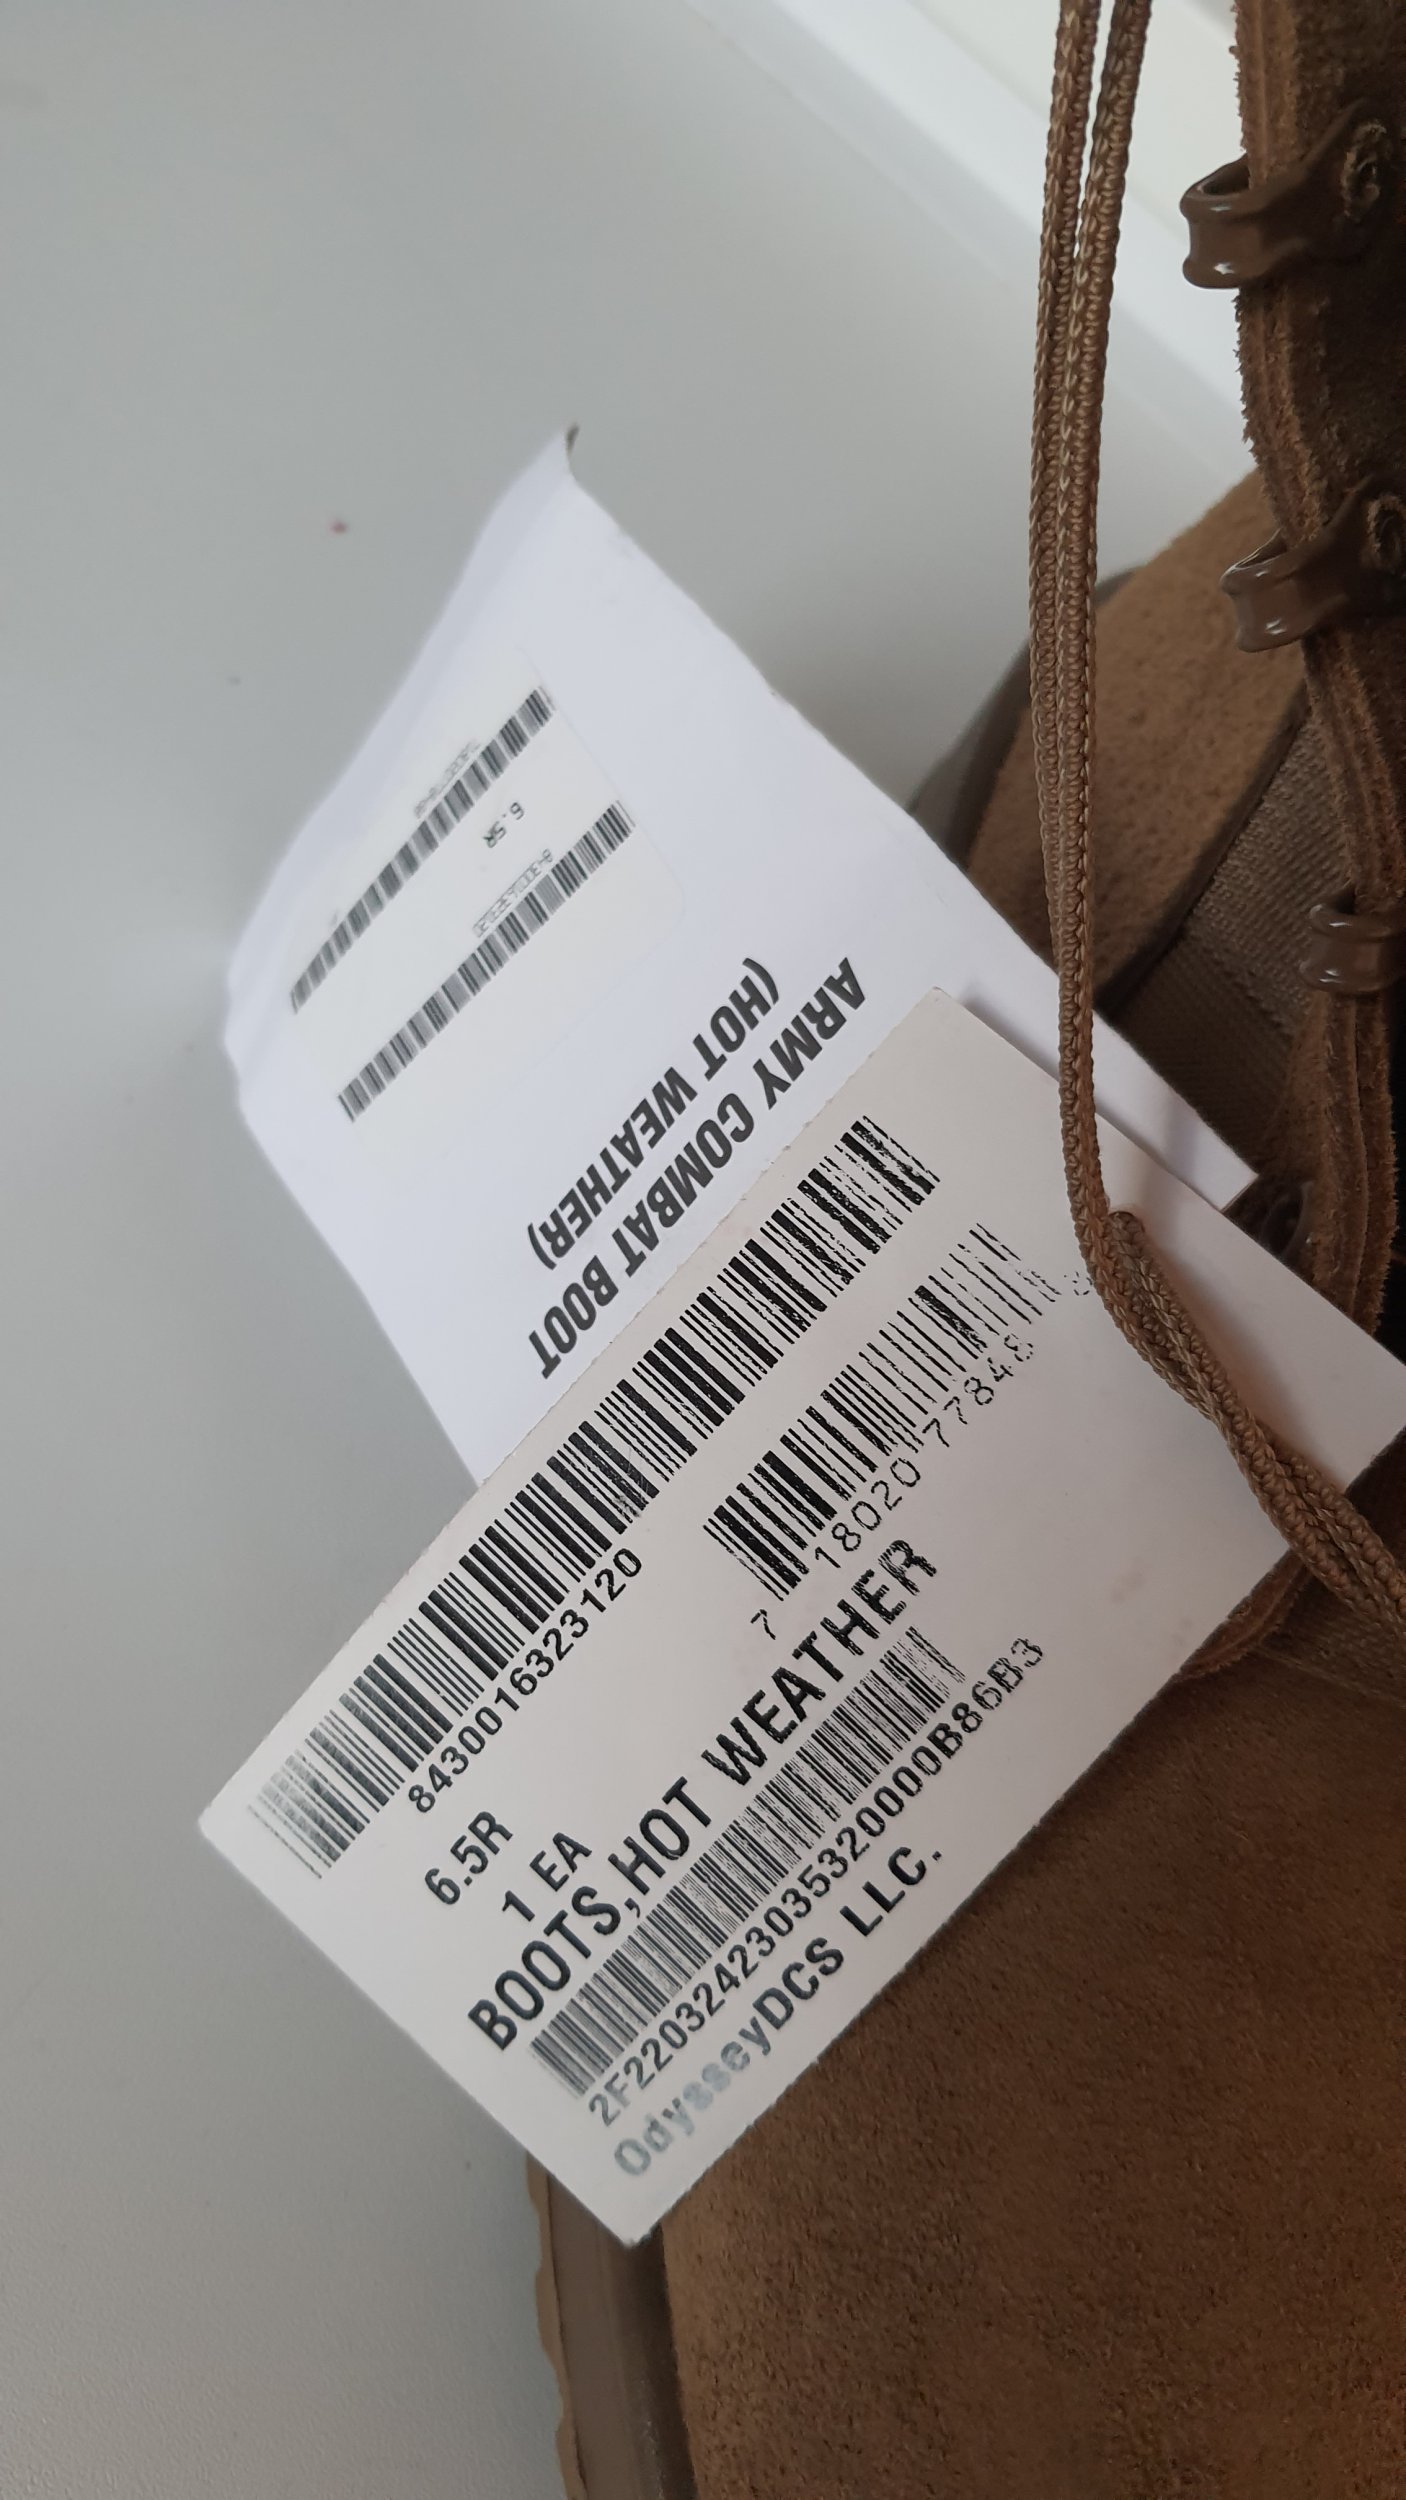 8430016323120
6.5R
1 EA
7 18020 77848
BOOTS,HOT WEATHER
2F22032423035320000B86B3
OdysseyDCS LLC.
ARMY COMBAT BOOT
(HOT WEATHER)
6.5R